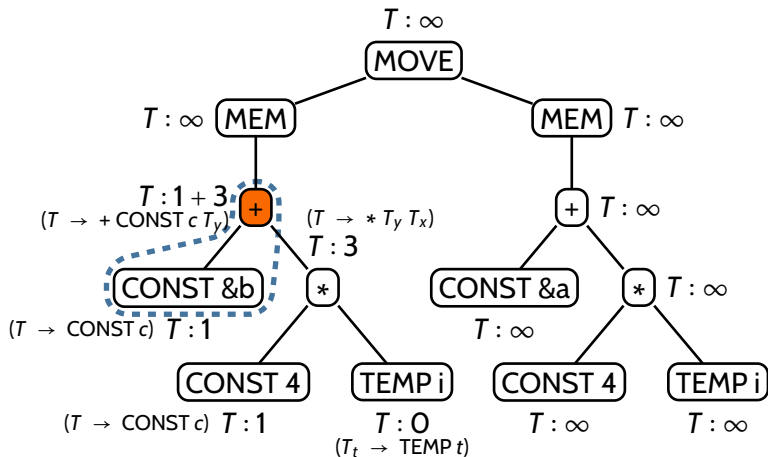 T : ∞
MOVE
T : ∞ MEM MEM T : ∞
T : 1 + 3
(T → + CONST c T_y) + (T → * T_y T_x) + T : ∞
T : 3
CONST &b * CONST &a * T : ∞
(T → CONST c) T : 1 T : ∞
CONST 4 TEMP i CONST 4 TEMP i
(T → CONST c) T : 1 T : 0 T : ∞ T : ∞
(T_t → TEMP t)